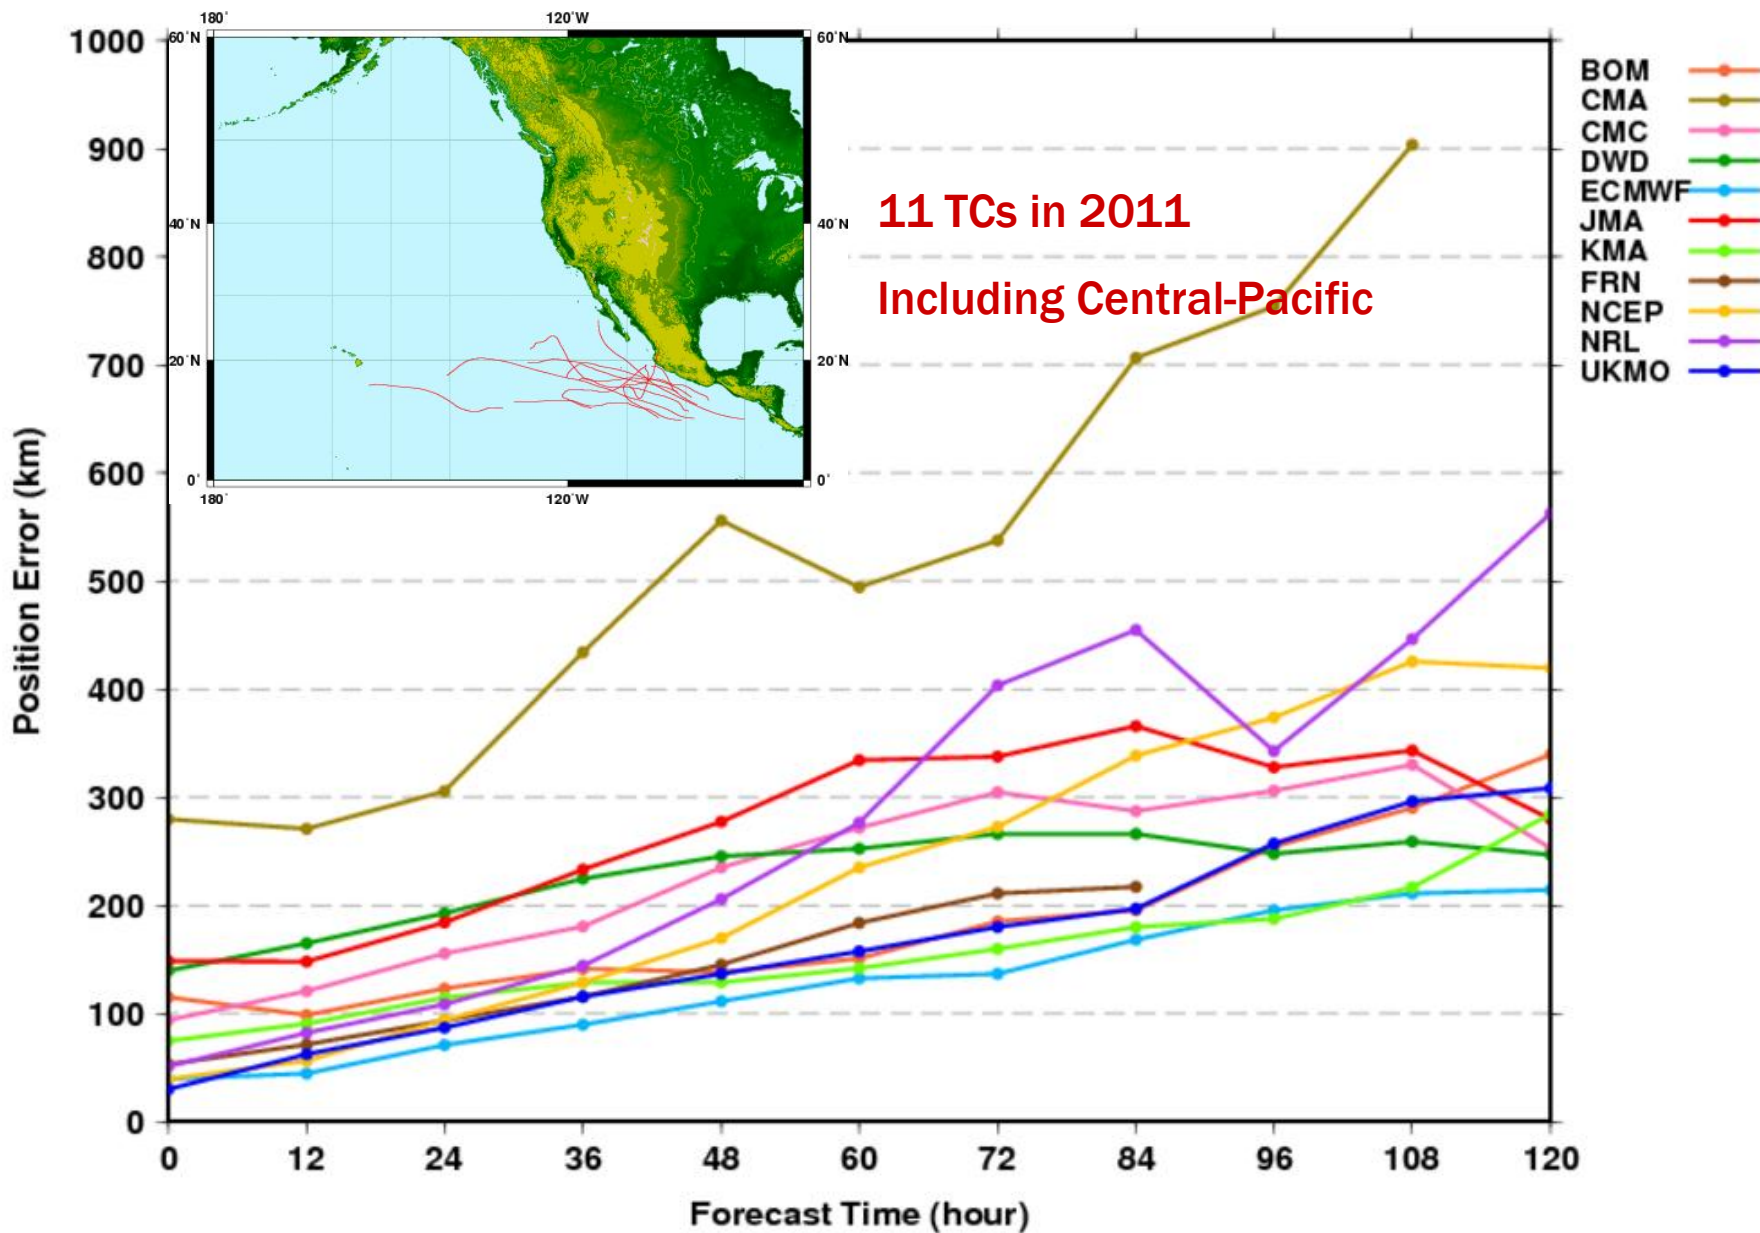 180° 120°W
60°N 60°N
40°N 40°N
20°N 20°N
0° 0°
180° 120°W
1000
900
800
700
600
500
400
300
200
100
0
Position Error (km)
11 TCs in 2011
Including Central-Pacific
BOM
CMA
CMC
DWD
ECMWF
JMA
KMA
FRN
NCEP
NRL
UKMO
0 12 24 36 48 60 72 84 96 108 120
Forecast Time (hour)